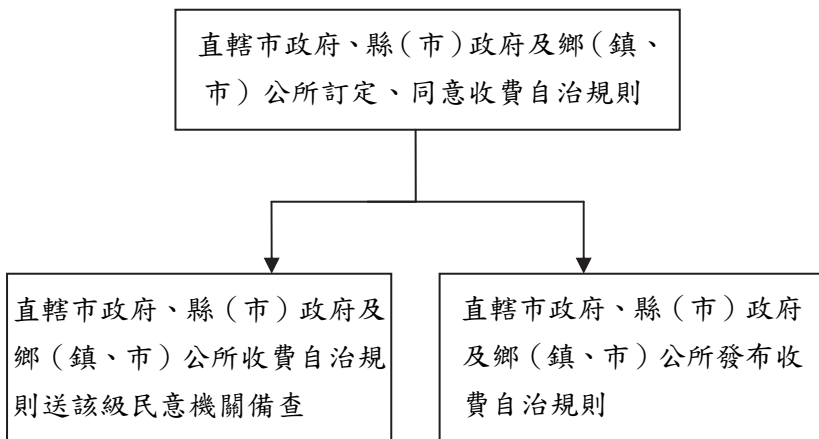 直轄市政府、縣（市）政府及鄉（鎮、
市）公所訂定、同意收費自治規則
直轄市政府、縣（市）政府及
鄉（鎮、市）公所收費自治規
則送該級民意機關備查
直轄市政府、縣（市）政府
及鄉（鎮、市）公所發布收
費自治規則